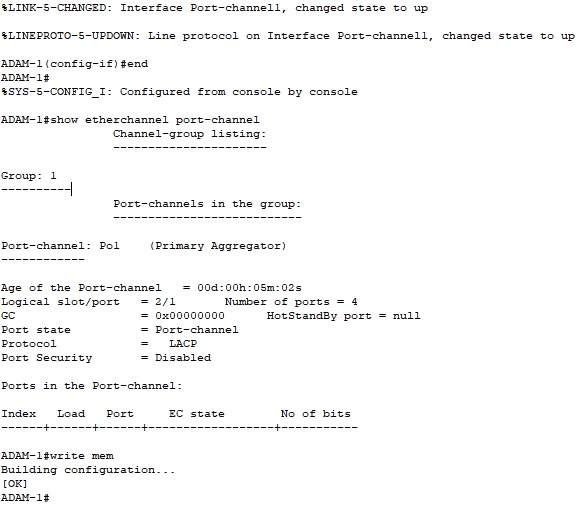 %LINK-5-CHANGED: Interface Port-channel1, changed state to up
%LINEPROTO-5-UPDOWN: Line protocol on Interface Port-channel1, changed state to up
ADAM-1(config-if)#end
ADAM-1#
%SYS-5-CONFIG_I: Configured from console by console
ADAM-1#show etherchannel port-channel
                Channel-group listing:
                ----------------------
Group: 1
----------
                Port-channels in the group:
                ---------------------------
Port-channel: Po1    (Primary Aggregator)
------------
Age of the Port-channel   = 00d:00h:05m:02s
Logical slot/port   = 2/1       Number of ports = 4
GC                  = 0x00000000      HotStandBy port = null
Port state          = Port-channel
Protocol            =   LACP
Port Security       = Disabled
Ports in the Port-channel:
Index   Load   Port     EC state        No of bits
------+------+------+------------------+-----------
ADAM-1#write mem
Building configuration...
[OK]
ADAM-1#